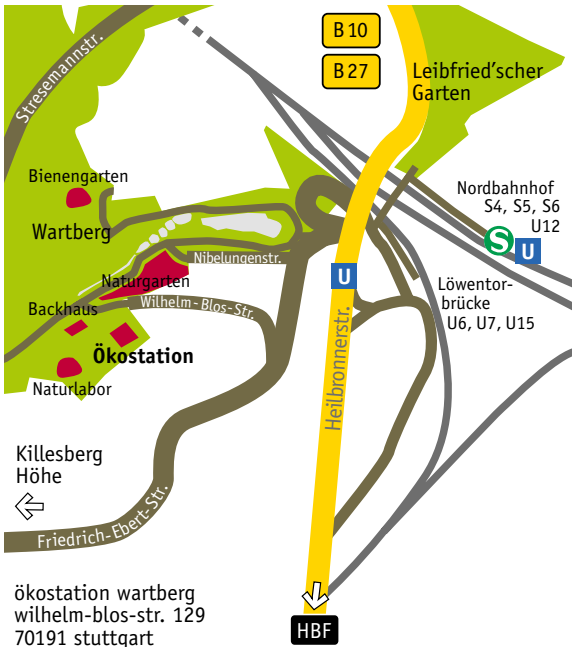 B 10
B 27
Leibfried’scher
Garten
Stresemannstr.
Bienengarten
Nordbahnhof
S4, S5, S6
U12
S
U
Wartberg
Nibelungenstr.
Naturgarten
U
Löwentor-
brücke
U6, U7, U15
Wilhelm-Blos-Str.
Backhaus
Ökostation
Heilbronnerstr.
Naturlabor
Killesberg
Höhe
Friedrich-Ebert-Str.
ökostation wartberg
wilhelm-blos-str. 129
70191 stuttgart
HBF